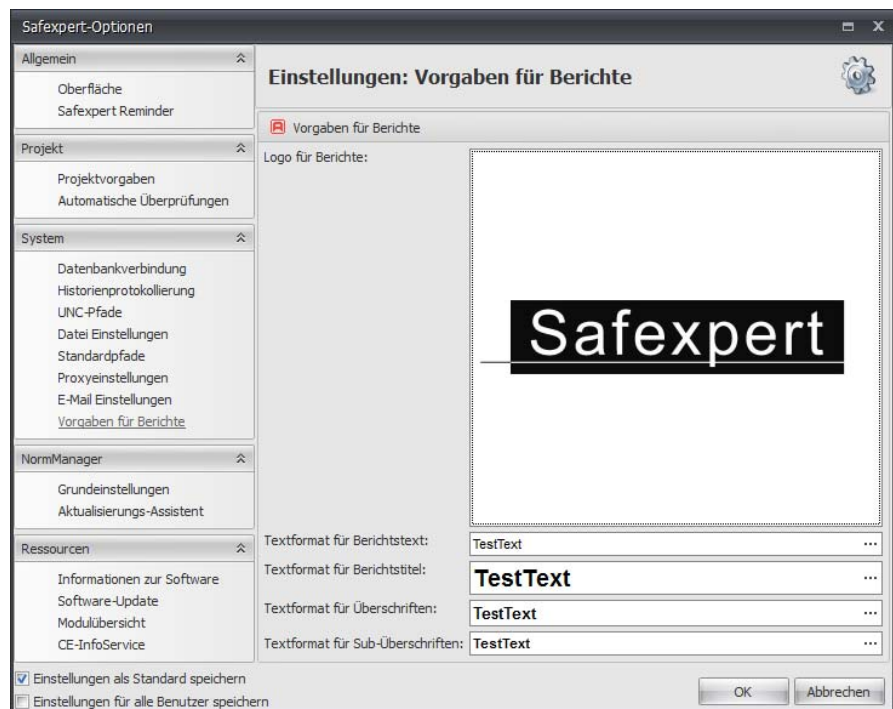 Safexpert-Optionen
Allgemein
Oberfläche
Safexpert Reminder
Projekt
Projektvorgaben
Automatische Überprüfungen
System
Datenbankverbindung
Historienprotokollierung
UNC-Pfade
Datei Einstellungen
Standardpfade
Proxyeinstellungen
E-Mail Einstellungen
Vorgaben für Berichte
NormManager
Grundeinstellungen
Aktualisierungs-Assistent
Ressourcen
Informationen zur Software
Software-Update
Modulübersicht
CE-InfoService
Einstellungen: Vorgaben für Berichte
Vorgaben für Berichte
Logo für Berichte:
Safexpert
Textformat für Berichtstext: TestText ...
Textformat für Berichtstitel: TestText ...
Textformat für Überschriften: TestText ...
Textformat für Sub-Überschriften: TestText ...
Einstellungen als Standard speichern
Einstellungen für alle Benutzer speichern
OK Abbrechen